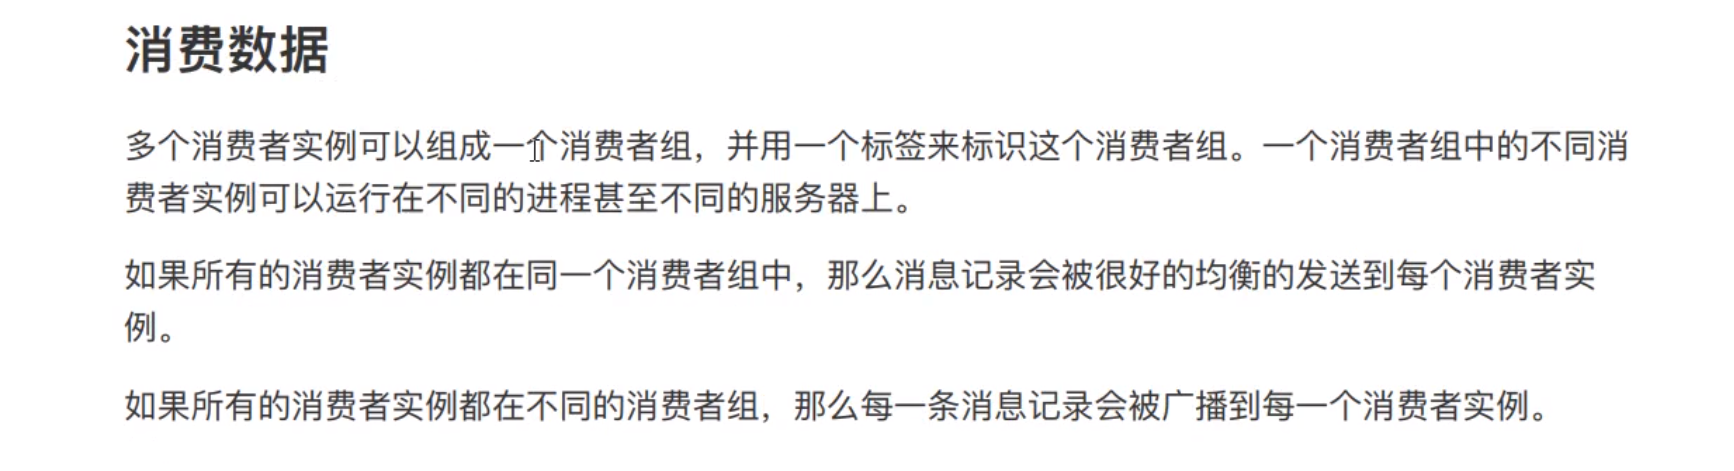 消费数据
多个消费者实例可以组成一个消费者组，并用一个标签来标识这个消费者组。一个消费者组中的不同消
费者实例可以运行在不同的进程甚至不同的服务器上。
如果所有的消费者实例都在同一个消费者组中，那么消息记录会被很好的均衡的发送到每个消费者实
例。
如果所有的消费者实例都在不同的消费者组，那么每一条消息记录会被广播到每一个消费者实例。